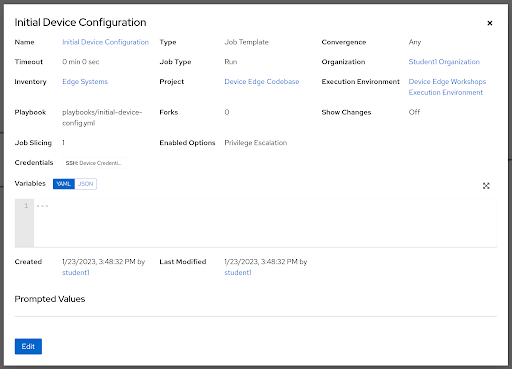 Initial Device Configuration
Name Initial Device Configuration Type Job Template Convergence Any
Timeout 0 min 0 sec Job Type Run Organization Student1 Organization
Inventory Edge Systems Project Device Edge Codebase Execution Environment Device Edge Workshops
Execution Environment
Playbook playbooks/initial-device-
config.yml Forks 0 Show Changes Off
Job Slicing 1 Enabled Options Privilege Escalation
Credentials SSH: Device Credenti...
Variables YAML JSON
1 ---
Created 1/23/2023, 3:48:32 PM by
student1 Last Modified 1/23/2023, 3:48:32 PM by
student1
Prompted Values
Edit